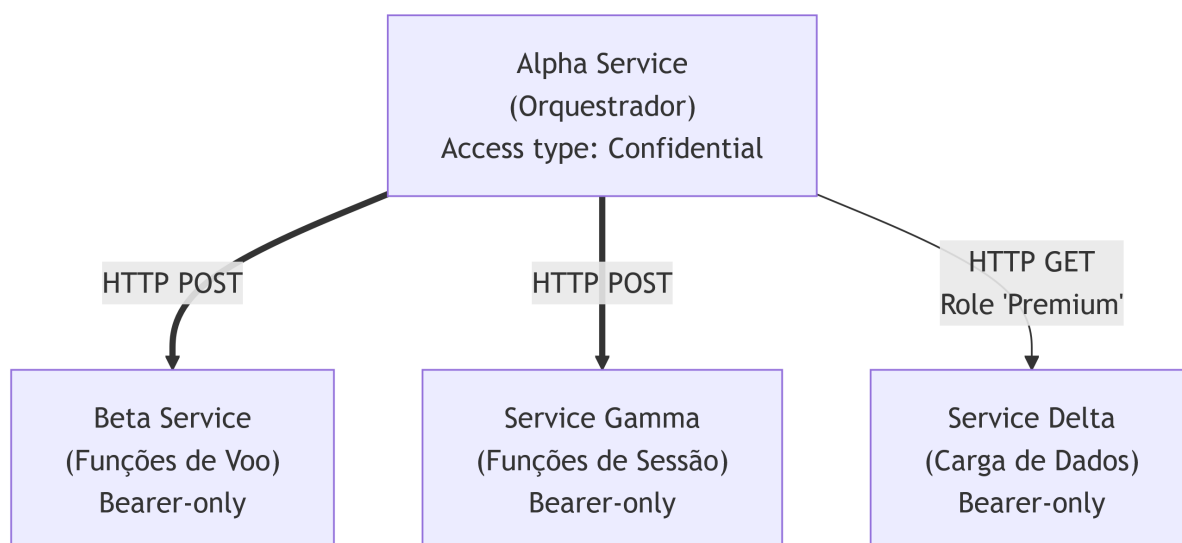 Alpha Service
(Orquestrador)
Access type: Confidential
HTTP POST
HTTP POST
HTTP GET
Role 'Premium'
Beta Service
(Funções de Voo)
Bearer-only
Service Gamma
(Funções de Sessão)
Bearer-only
Service Delta
(Carga de Dados)
Bearer-only